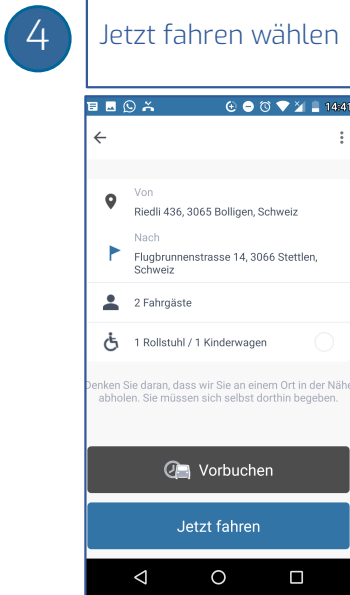 4
Jetzt fahren wählen
14:41
Von
Riedli 436, 3065 Bolligen, Schweiz
Nach
Flugbrunnenstrasse 14, 3066 Stettlen,
Schweiz
2 Fahrgäste
1 Rollstuhl / 1 Kinderwagen
Denken Sie daran, dass wir Sie an einem Ort in der Nähe
abholen. Sie müssen sich selbst dorthin begeben.
Vorbuchen
Jetzt fahren